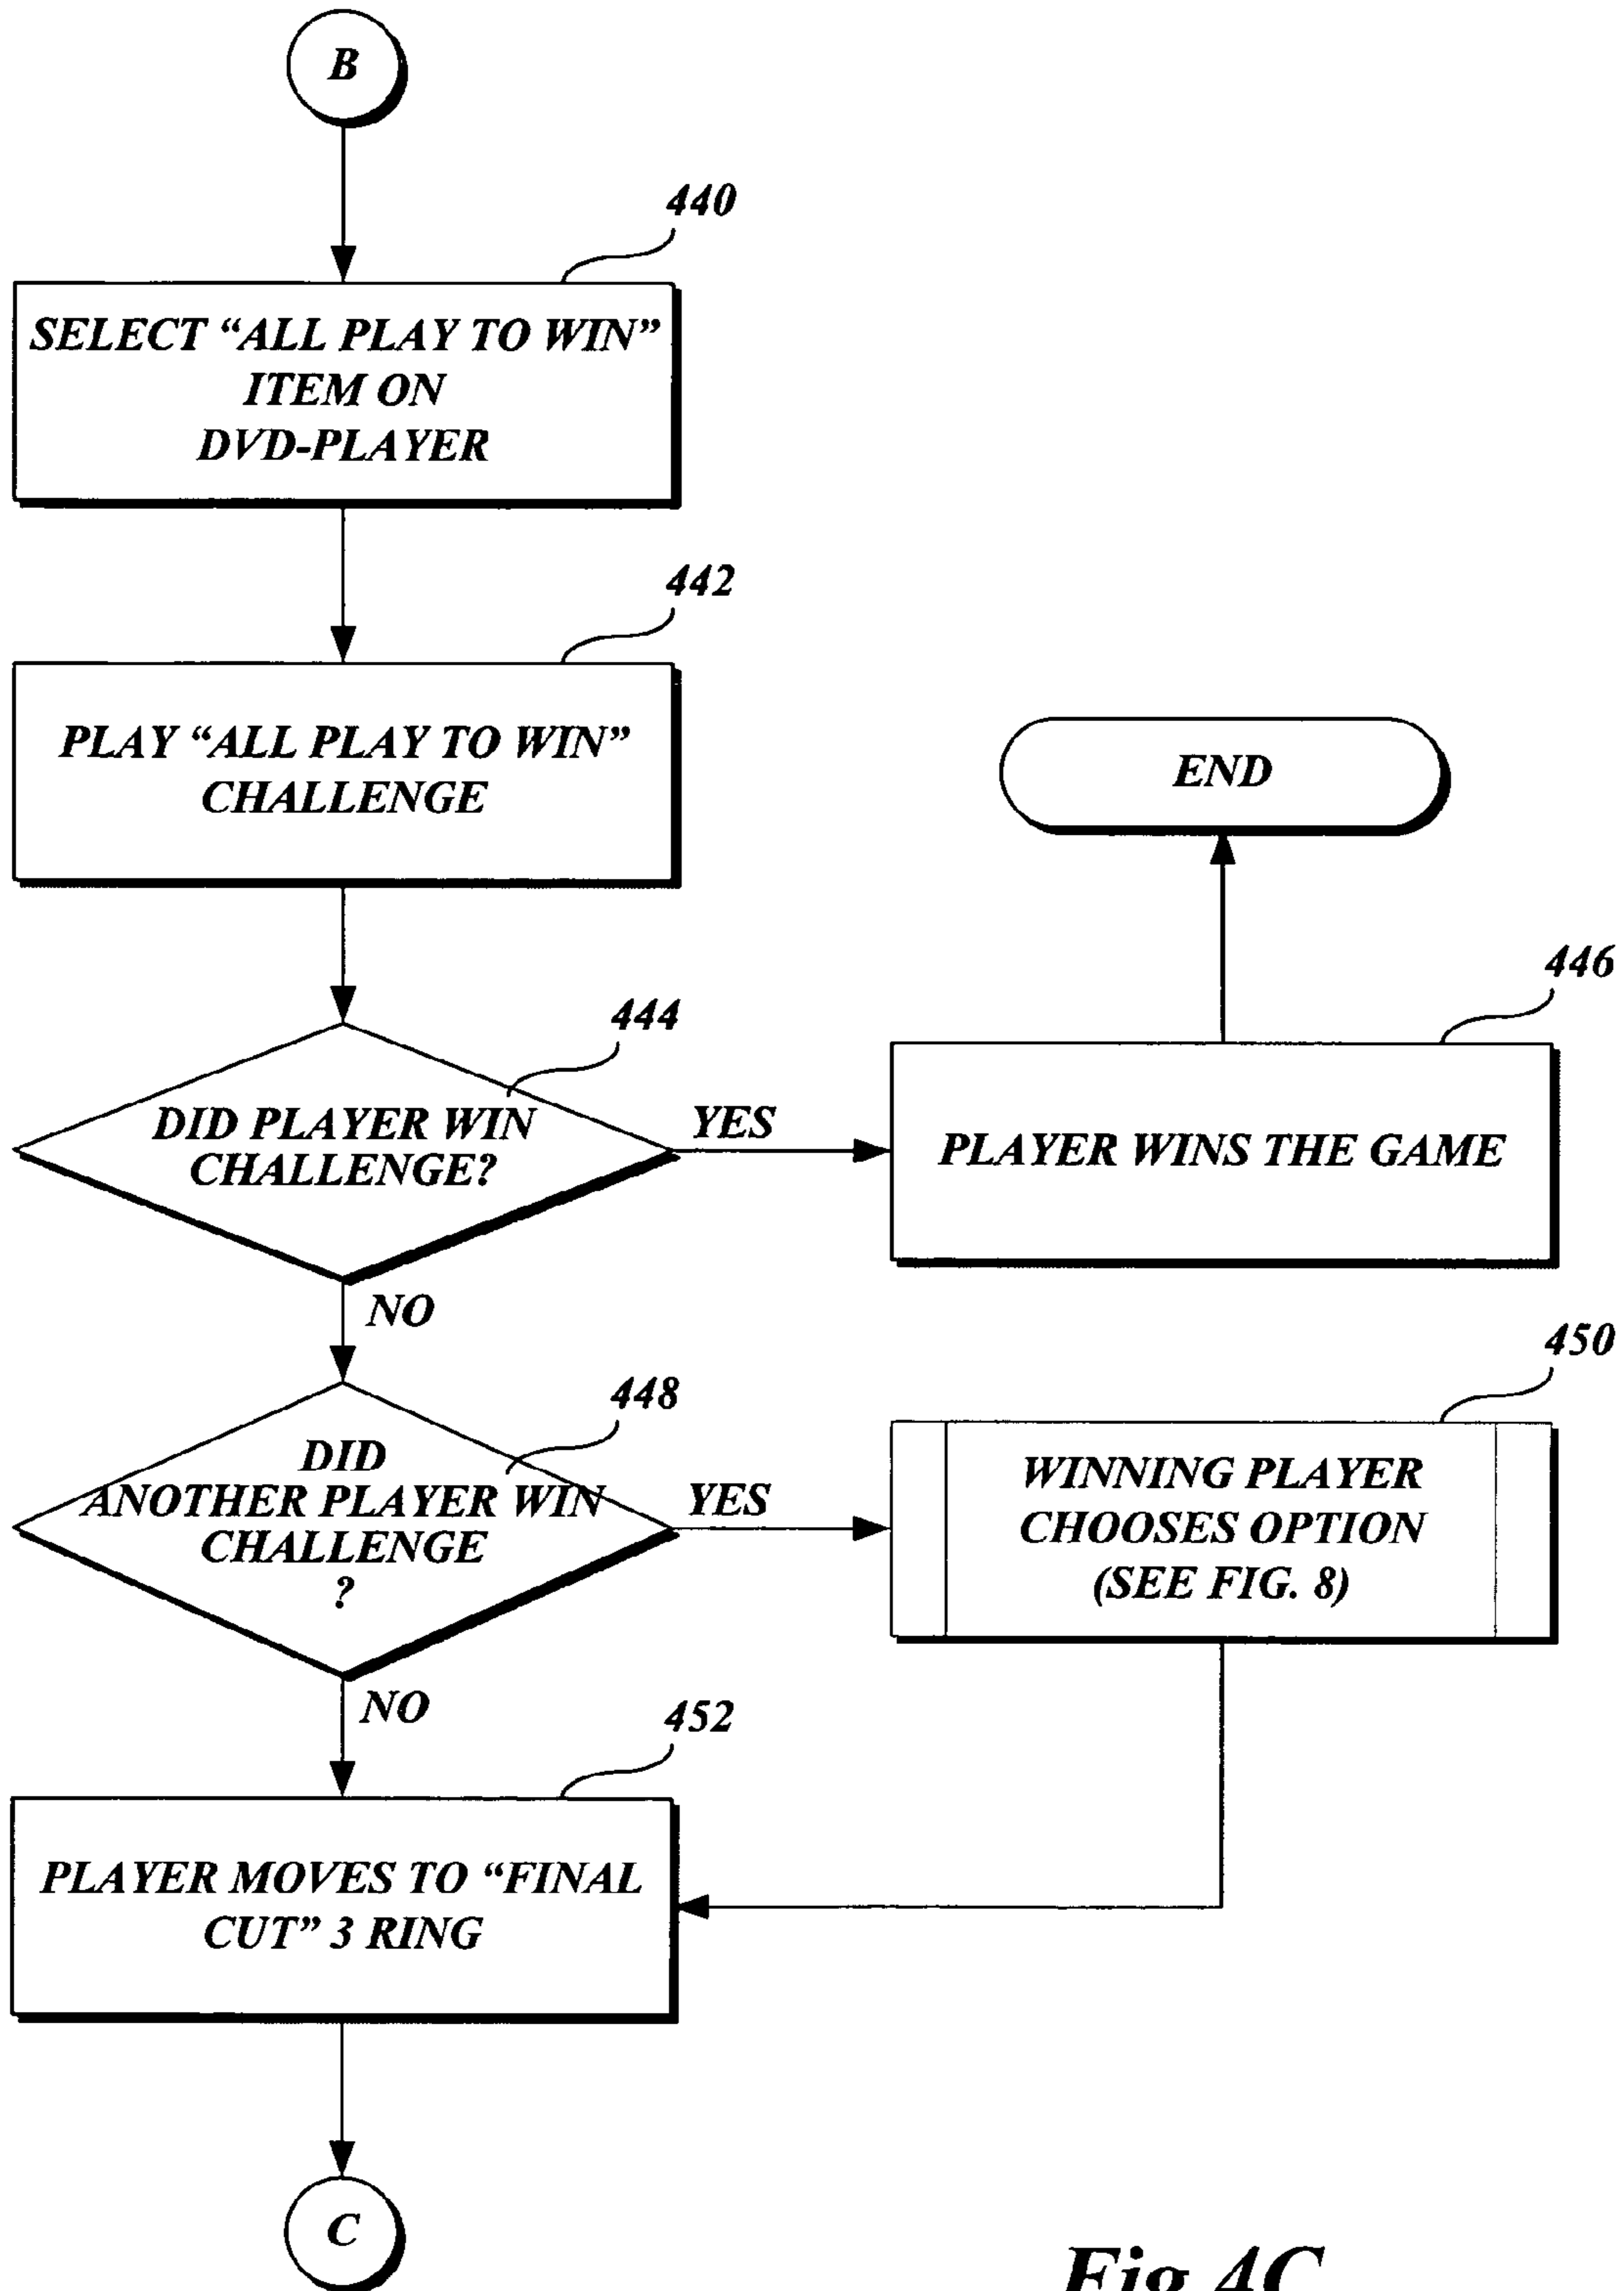 B
440
SELECT “ALL PLAY TO WIN”
ITEM ON
DVD-PLAYER
442
PLAY “ALL PLAY TO WIN”
CHALLENGE
END
444
DID PLAYER WIN
CHALLENGE?
YES
446
PLAYER WINS THE GAME
NO
448
DID
ANOTHER PLAYER WIN
CHALLENGE
?
YES
450
WINNING PLAYER
CHOOSES OPTION
(SEE FIG. 8)
NO
452
PLAYER MOVES TO “FINAL
CUT” 3 RING
C
Fig.4C